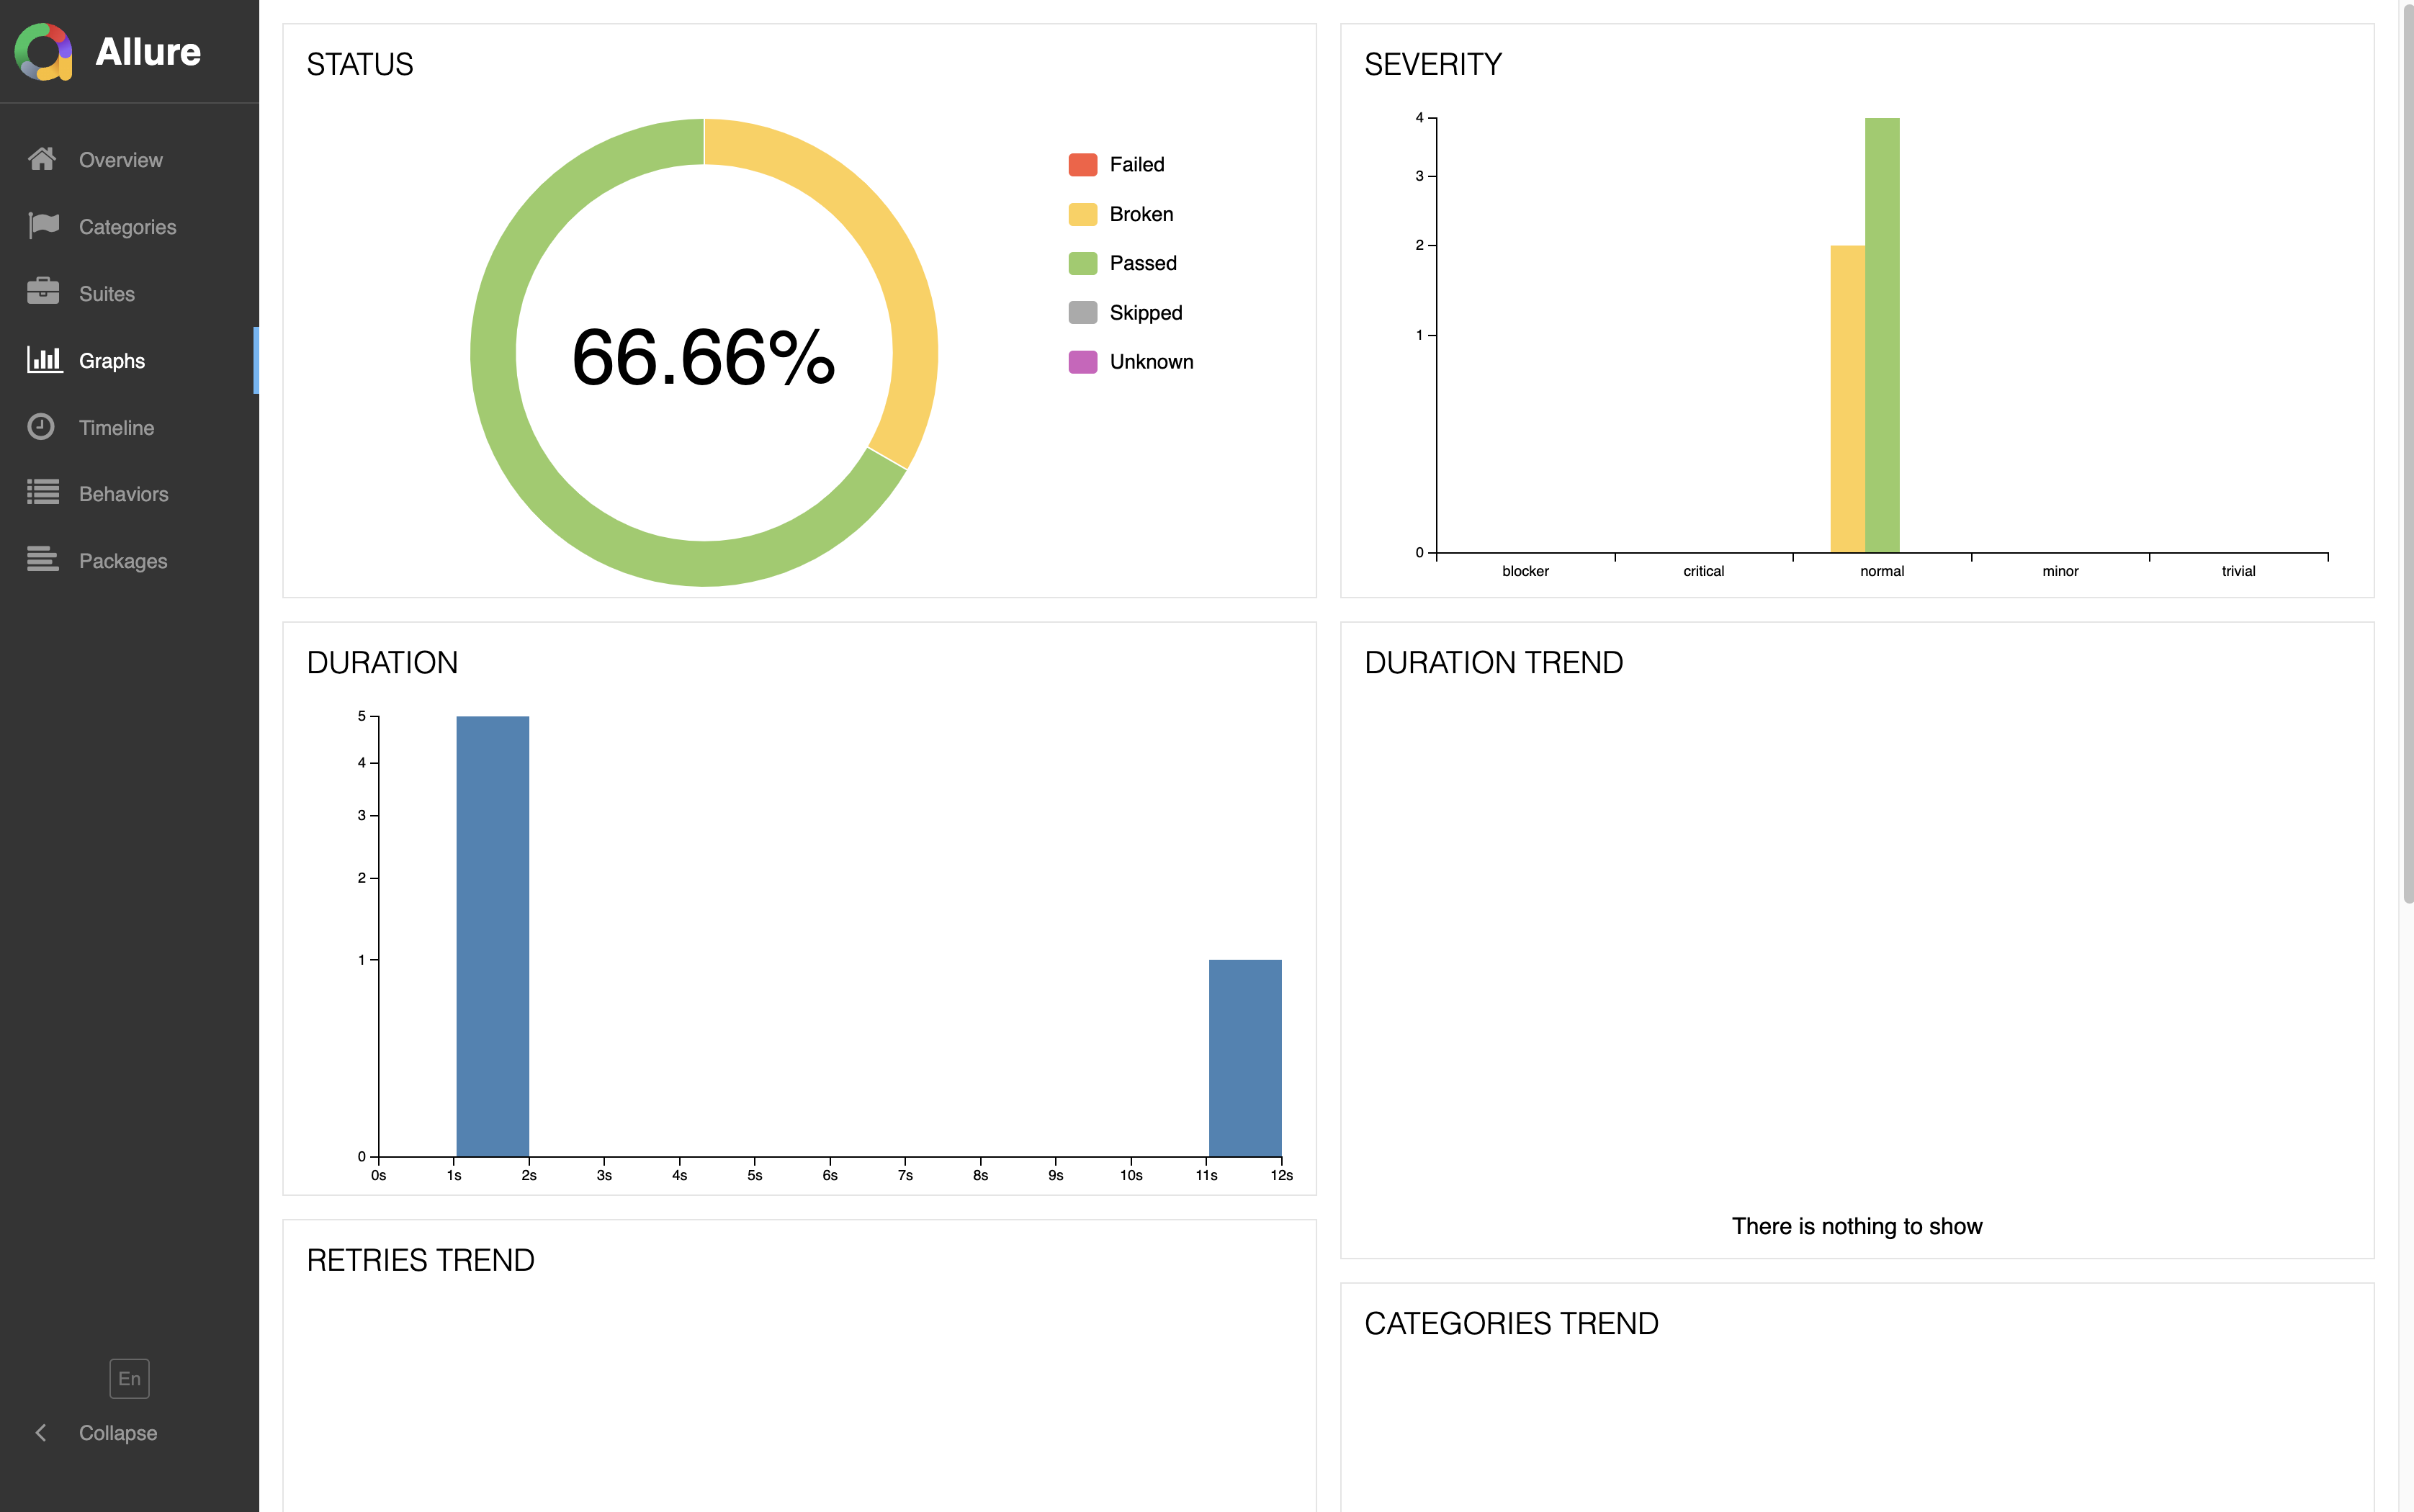 Allure
Overview
Categories
Suites
Graphs
Timeline
Behaviors
Packages
En
Collapse
STATUS
66.66%
Failed
Broken
Passed
Skipped
Unknown
SEVERITY
4
3
2
1
0
blocker critical normal minor trivial
DURATION
5
4
3
2
1
0
0s 1s 2s 3s 4s 5s 6s 7s 8s 9s 10s 11s 12s
DURATION TREND
There is nothing to show
RETRIES TREND
CATEGORIES TREND